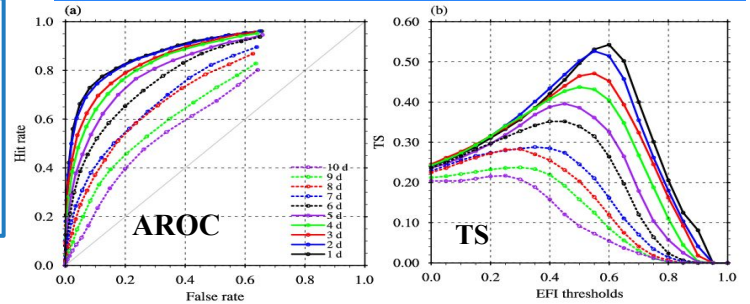 (a)
1.0
0.8
0.6
0.4
0.2
0.0
Hit rate
0.0
0.2
0.4
0.6
0.8
1.0
False rate
AROC
10 d
9 d
8 d
7 d
6 d
5 d
4 d
3 d
2 d
1 d
(b)
0.60
0.50
0.40
0.30
0.20
0.10
0.00
TS
0.0
0.2
0.4
0.6
0.8
1.0
EFI thresholds
TS